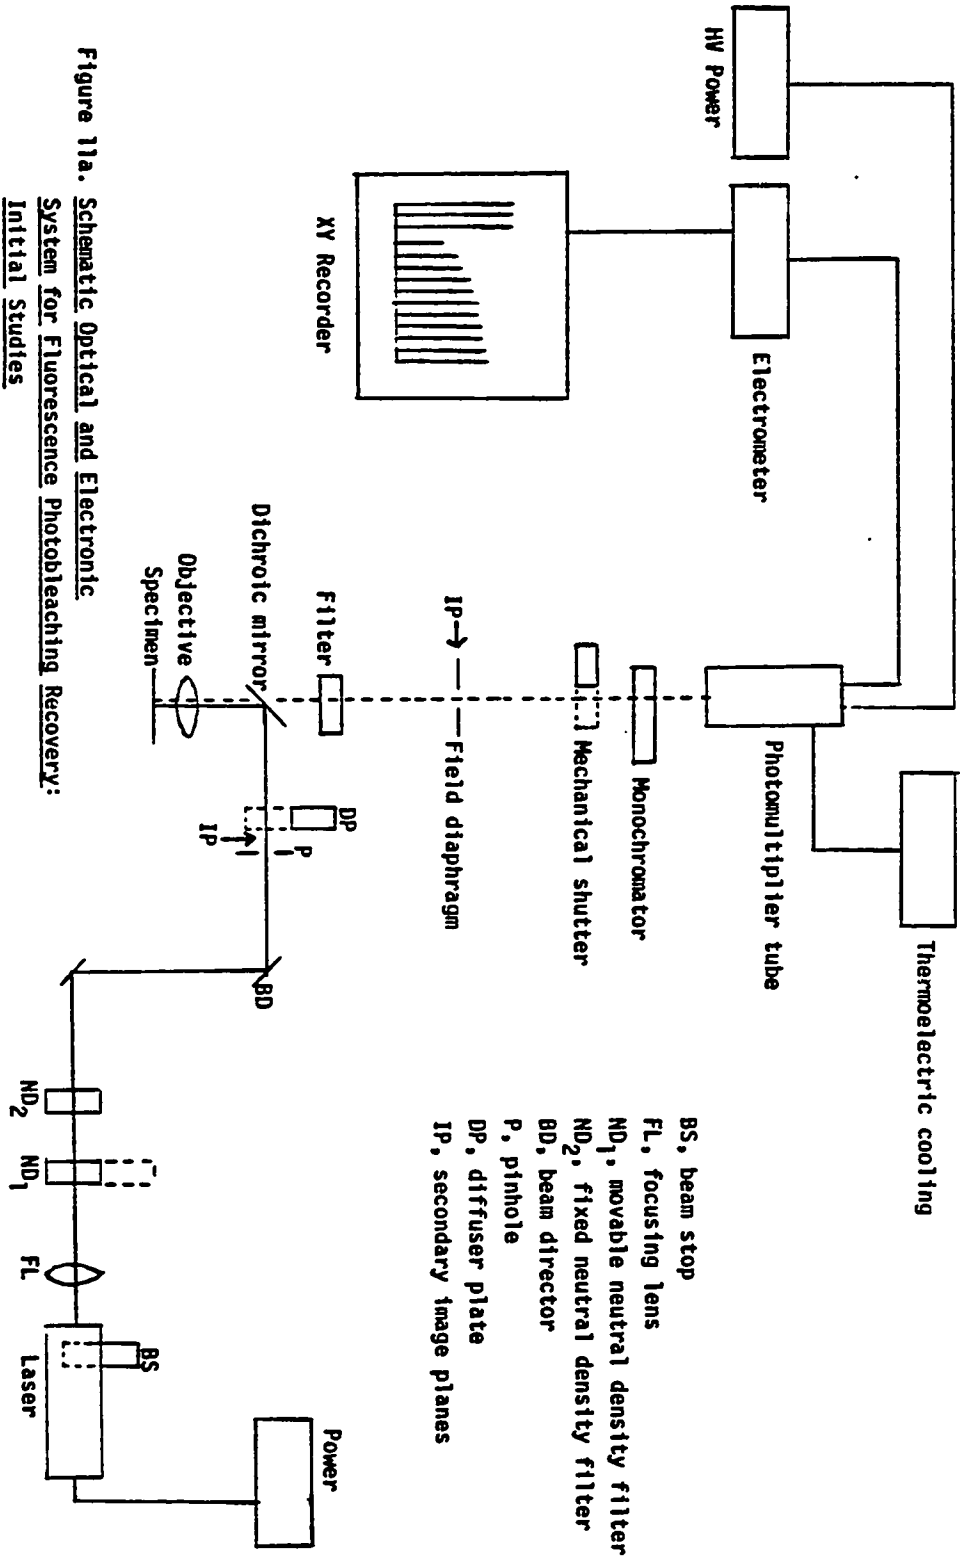 HV Power
Electrometer
XY Recorder
Photomultiplier tube
Thermoelectric cooling
Monochromator
Mechanical shutter
IP
Field diaphragm
Filter
Dichroic mirror
Objective
Specimen
DP
IP
P
BD
ND2
ND1
FL
BS
Laser
Power
BS, beam stop
FL, focusing lens
ND1, movable neutral density filter
ND2, fixed neutral density filter
BD, beam director
P, pinhole
DP, diffuser plate
IP, secondary image planes
Figure 11a. Schematic Optical and Electronic
System for Fluorescence Photobleaching Recovery:
Initial Studies